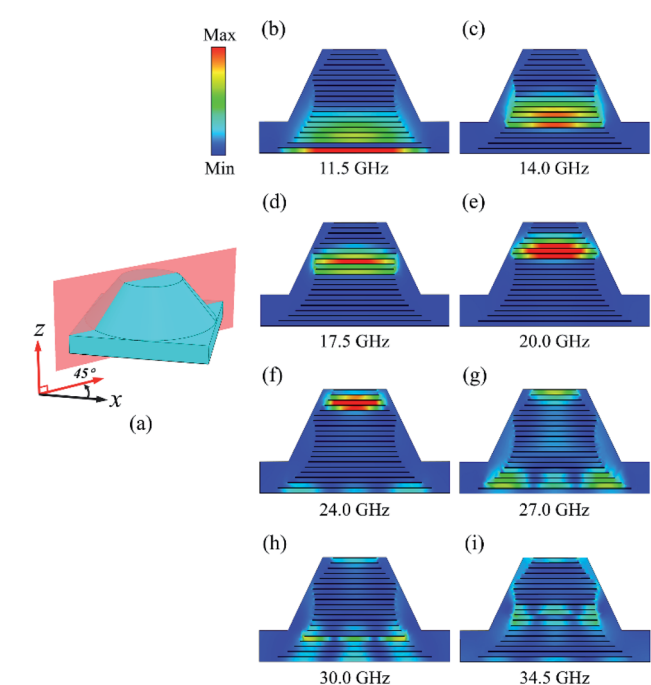 Max
Min
(b)
11.5 GHz
(c)
14.0 GHz
(d)
17.5 GHz
(e)
20.0 GHz
Z
45°
x
(a)
(f)
24.0 GHz
(g)
27.0 GHz
(h)
30.0 GHz
(i)
34.5 GHz